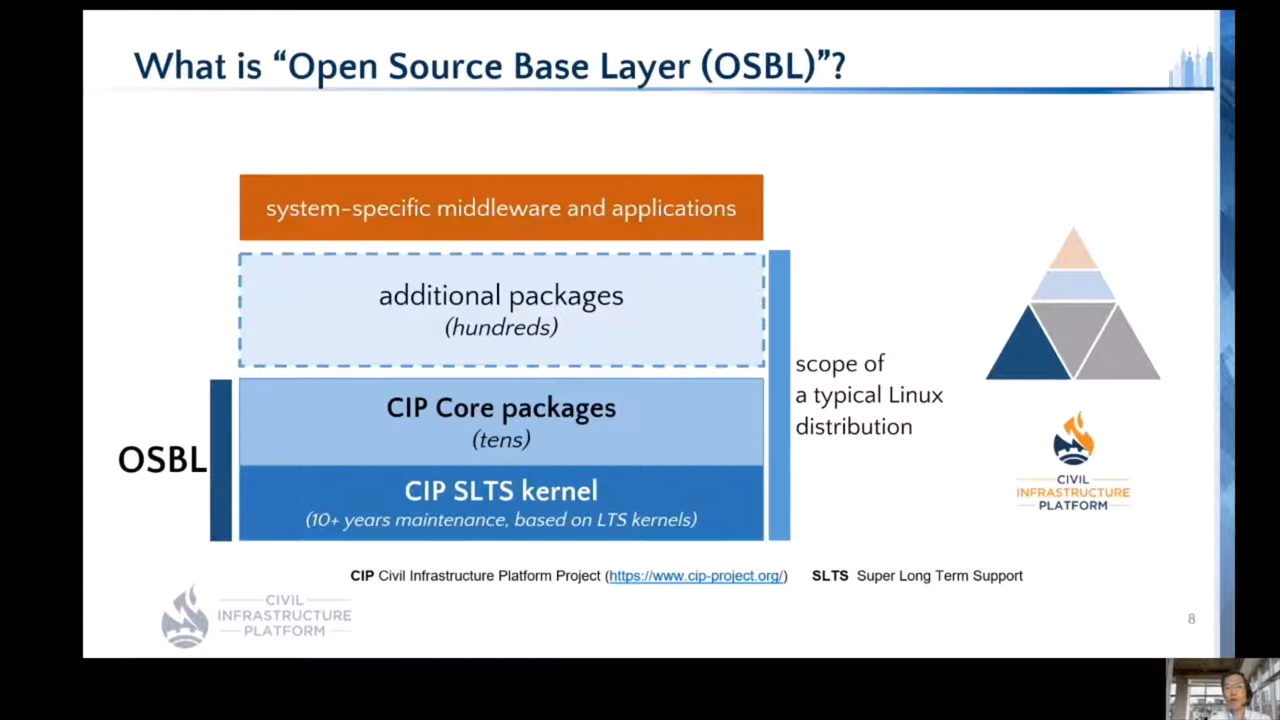 What is “Open Source Base Layer (OSBL)”?
system-specific middleware and applications
additional packages
(hundreds)
CIP Core packages
(tens)
CIP SLTS kernel
(10+ years maintenance, based on LTS kernels)
OSBL
scope of
a typical Linux
distribution
CIVIL
INFRASTRUCTURE
PLATFORM
CIP Civil Infrastructure Platform Project (https://www.cip-project.org/) SLTS Super Long Term Support
CIVIL
INFRASTRUCTURE
PLATFORM
8